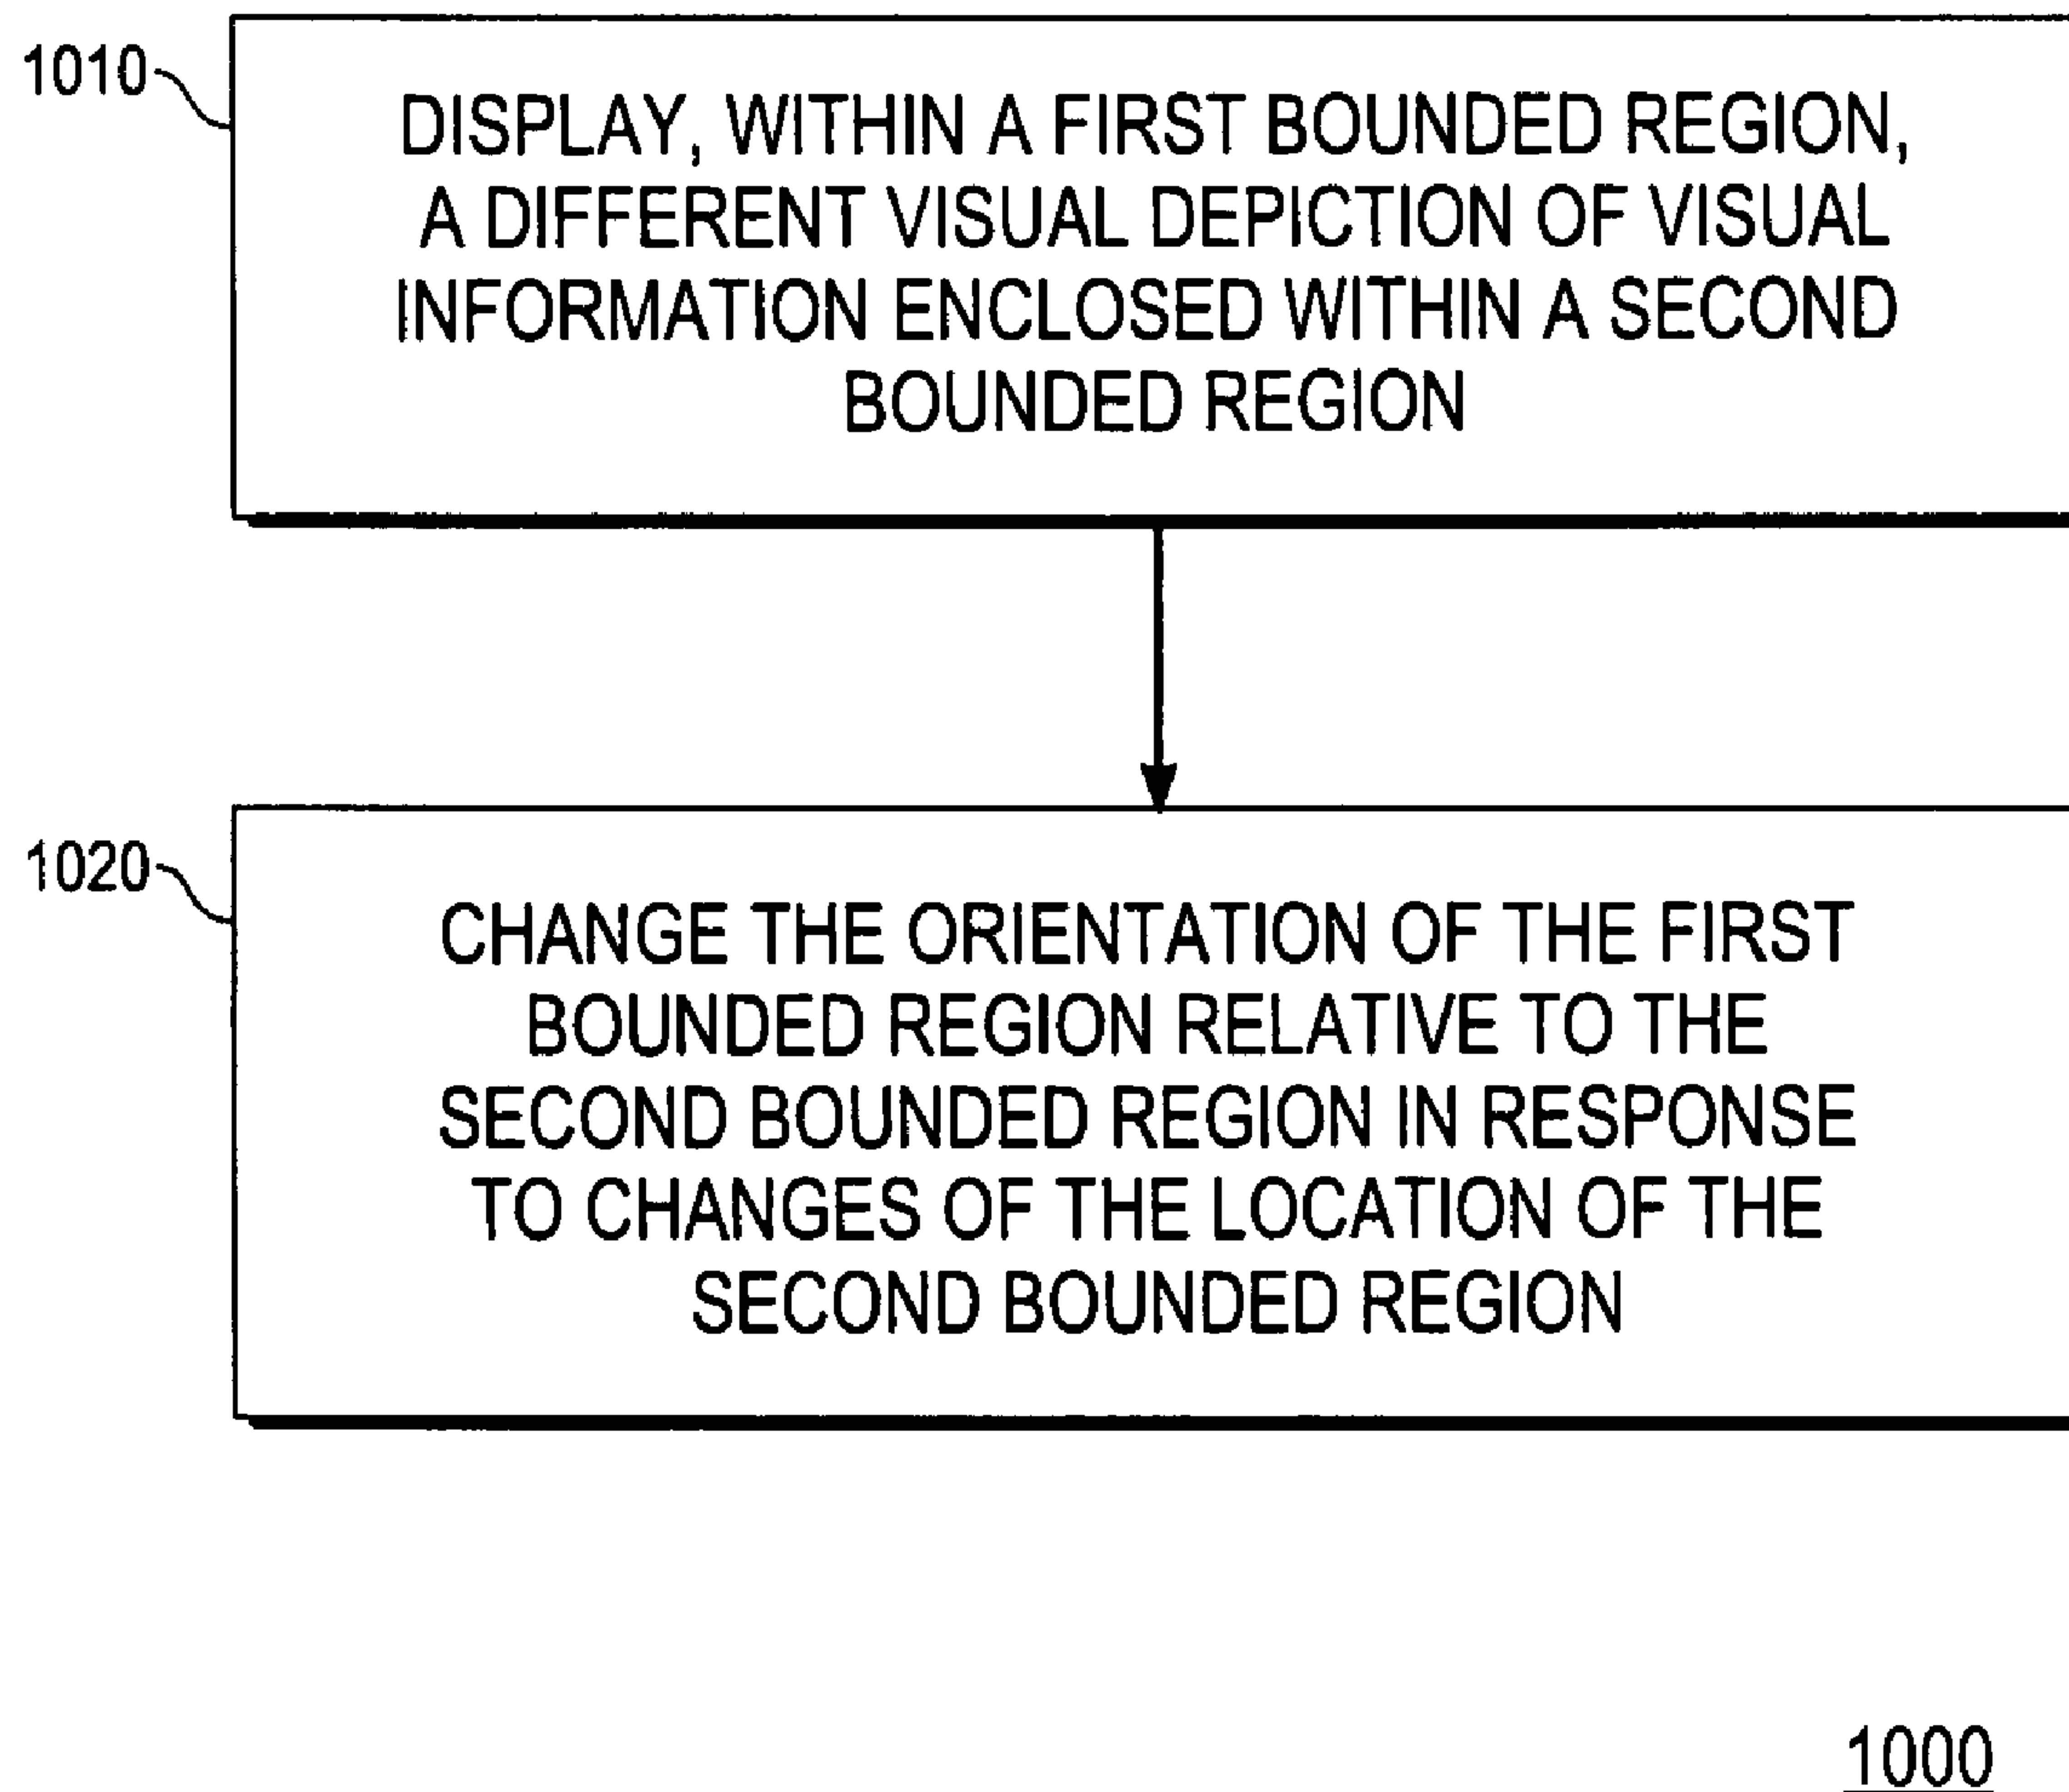 1010
DISPLAY, WITHIN A FIRST BOUNDED REGION,
A DIFFERENT VISUAL DEPICTION OF VISUAL
INFORMATION ENCLOSED WITHIN A SECOND
BOUNDED REGION
1020
CHANGE THE ORIENTATION OF THE FIRST
BOUNDED REGION RELATIVE TO THE
SECOND BOUNDED REGION IN RESPONSE
TO CHANGES OF THE LOCATION OF THE
SECOND BOUNDED REGION
1000